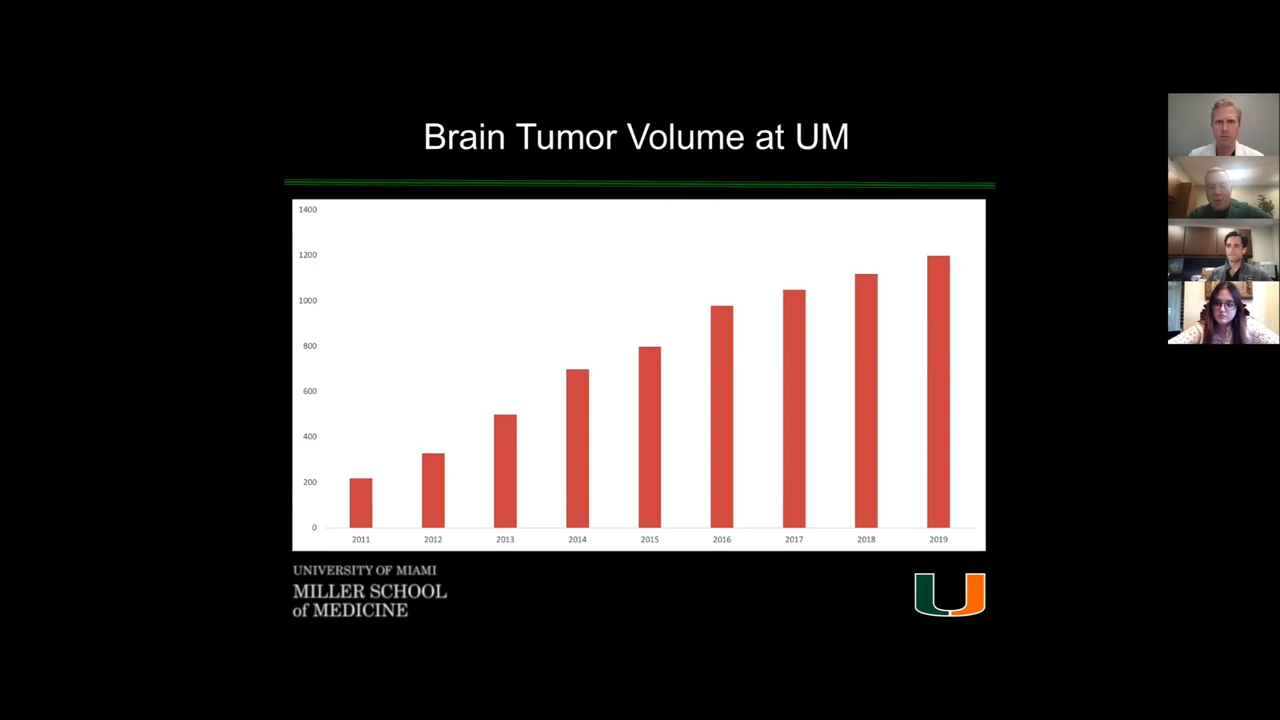 Brain Tumor Volume at UM
1400
1200
1000
800
600
400
200
0
2011 2012 2013 2014 2015 2016 2017 2018 2019
UNIVERSITY OF MIAMI
MILLER SCHOOL
of MEDICINE
U